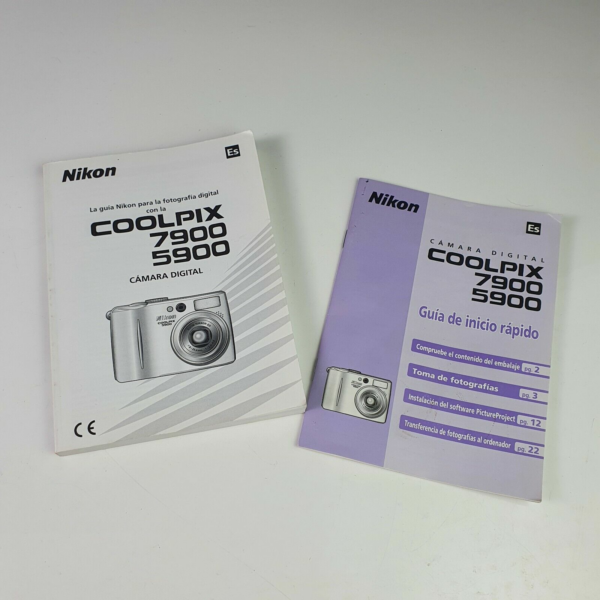 Nikon
Es
La guía Nikon para la fotografía digital
con la
COOLPIX
7900
5900
CÁMARA DIGITAL
CE
Nikon
Es
CÁMARA DIGITAL
COOLPIX
7900
5900
Guía de inicio rápido
Compruebe el contenido del embalaje pg. 2
Toma de fotografías pg. 3
Instalación del software PictureProject pg. 12
Transferencia de fotografías al ordenador pg. 22